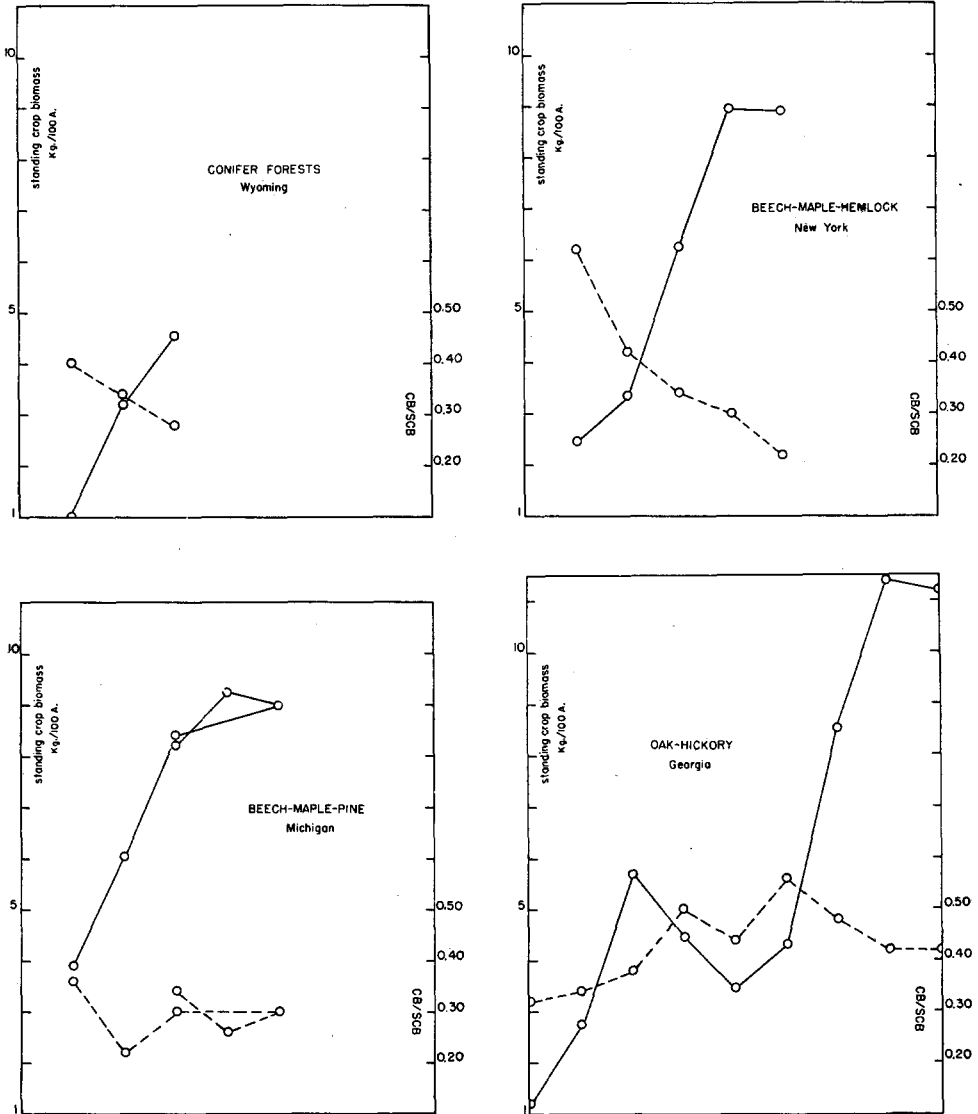 10
standing crop biomass
Kg./100 A.
CONIFER FORESTS
Wyoming
5
0.50
0.40
0.30
CB/SCB
0.20
1
10
standing crop biomass
Kg./100 A.
BEECH-MAPLE-HEMLOCK
New York
5
0.50
0.40
0.30
CB/SCB
0.20
1
10
standing crop biomass
Kg./100 A.
BEECH-MAPLE-PINE
Michigan
5
0.50
0.40
0.30
CB/SCB
0.20
1
10
standing crop biomass
Kg./100 A.
OAK-HICKORY
Georgia
5
0.50
0.40
0.30
CB/SCB
0.20
1